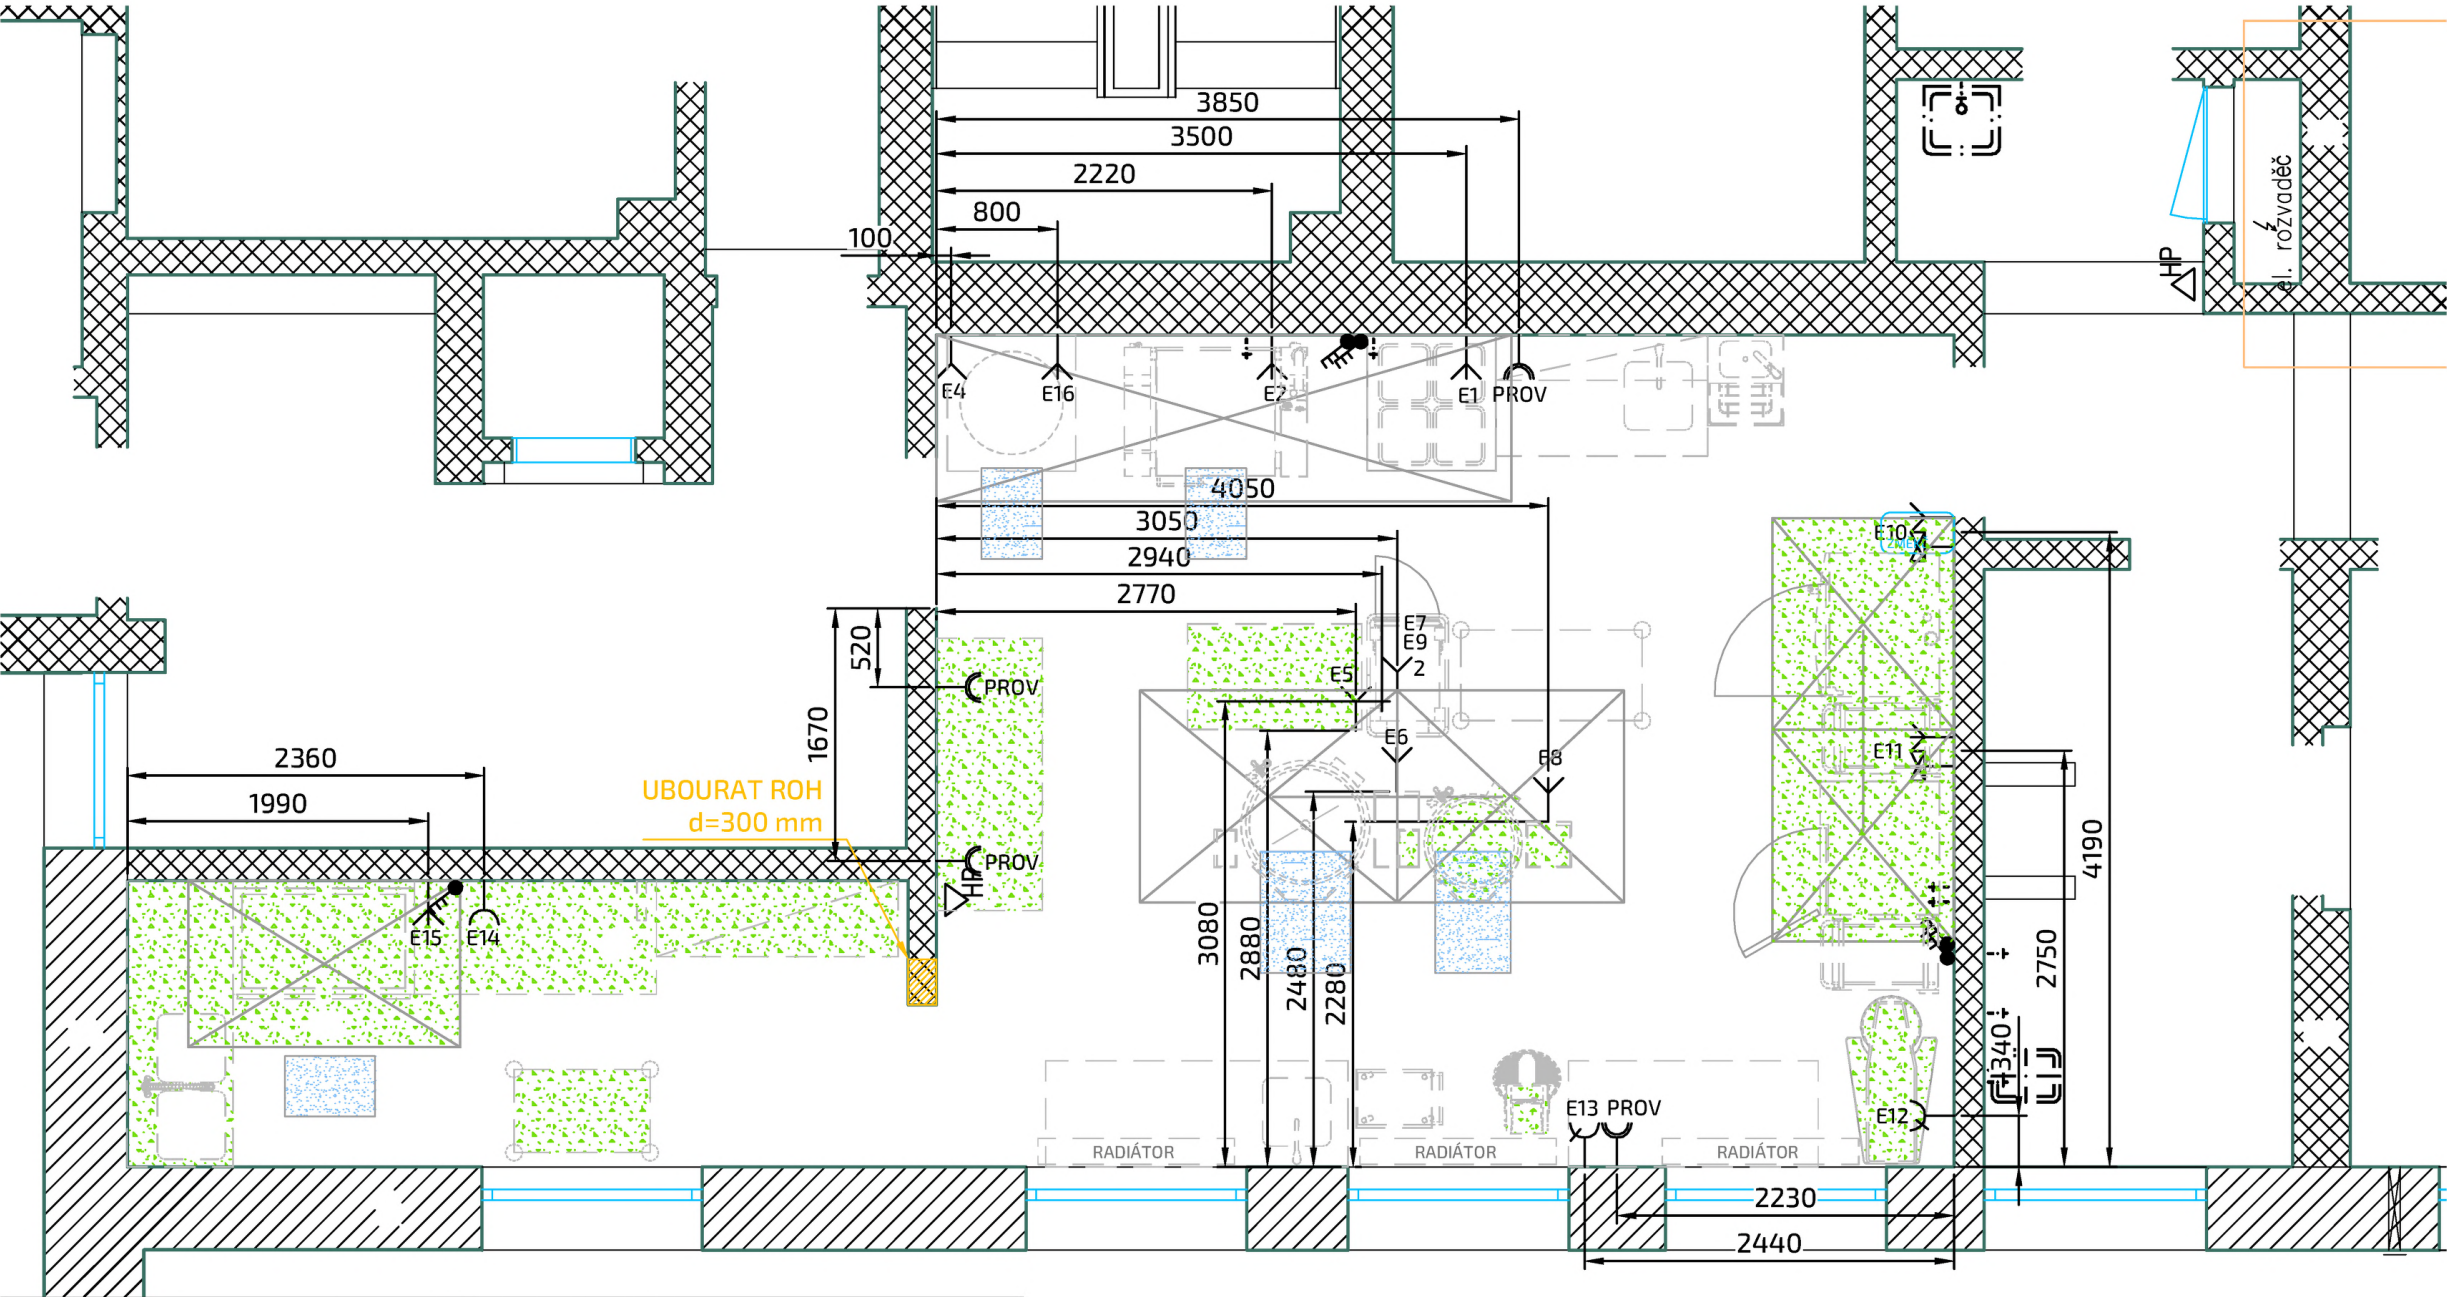 3850
3500
2220
800
100
el. rozvaděč
HP
E4
E16
E2
E1
PROV
4050
3050
2940
2770
E10
520
PROV
E7
E9
2
E5
1670
2360
1990
UBOURAT ROH
d=300 mm
E6
E8
E11
4190
PROV
HP
E15
E14
3080
2880
2480
2280
2750
340
E13
PROV
E12
RADIÁTOR
RADIÁTOR
RADIÁTOR
2230
2440